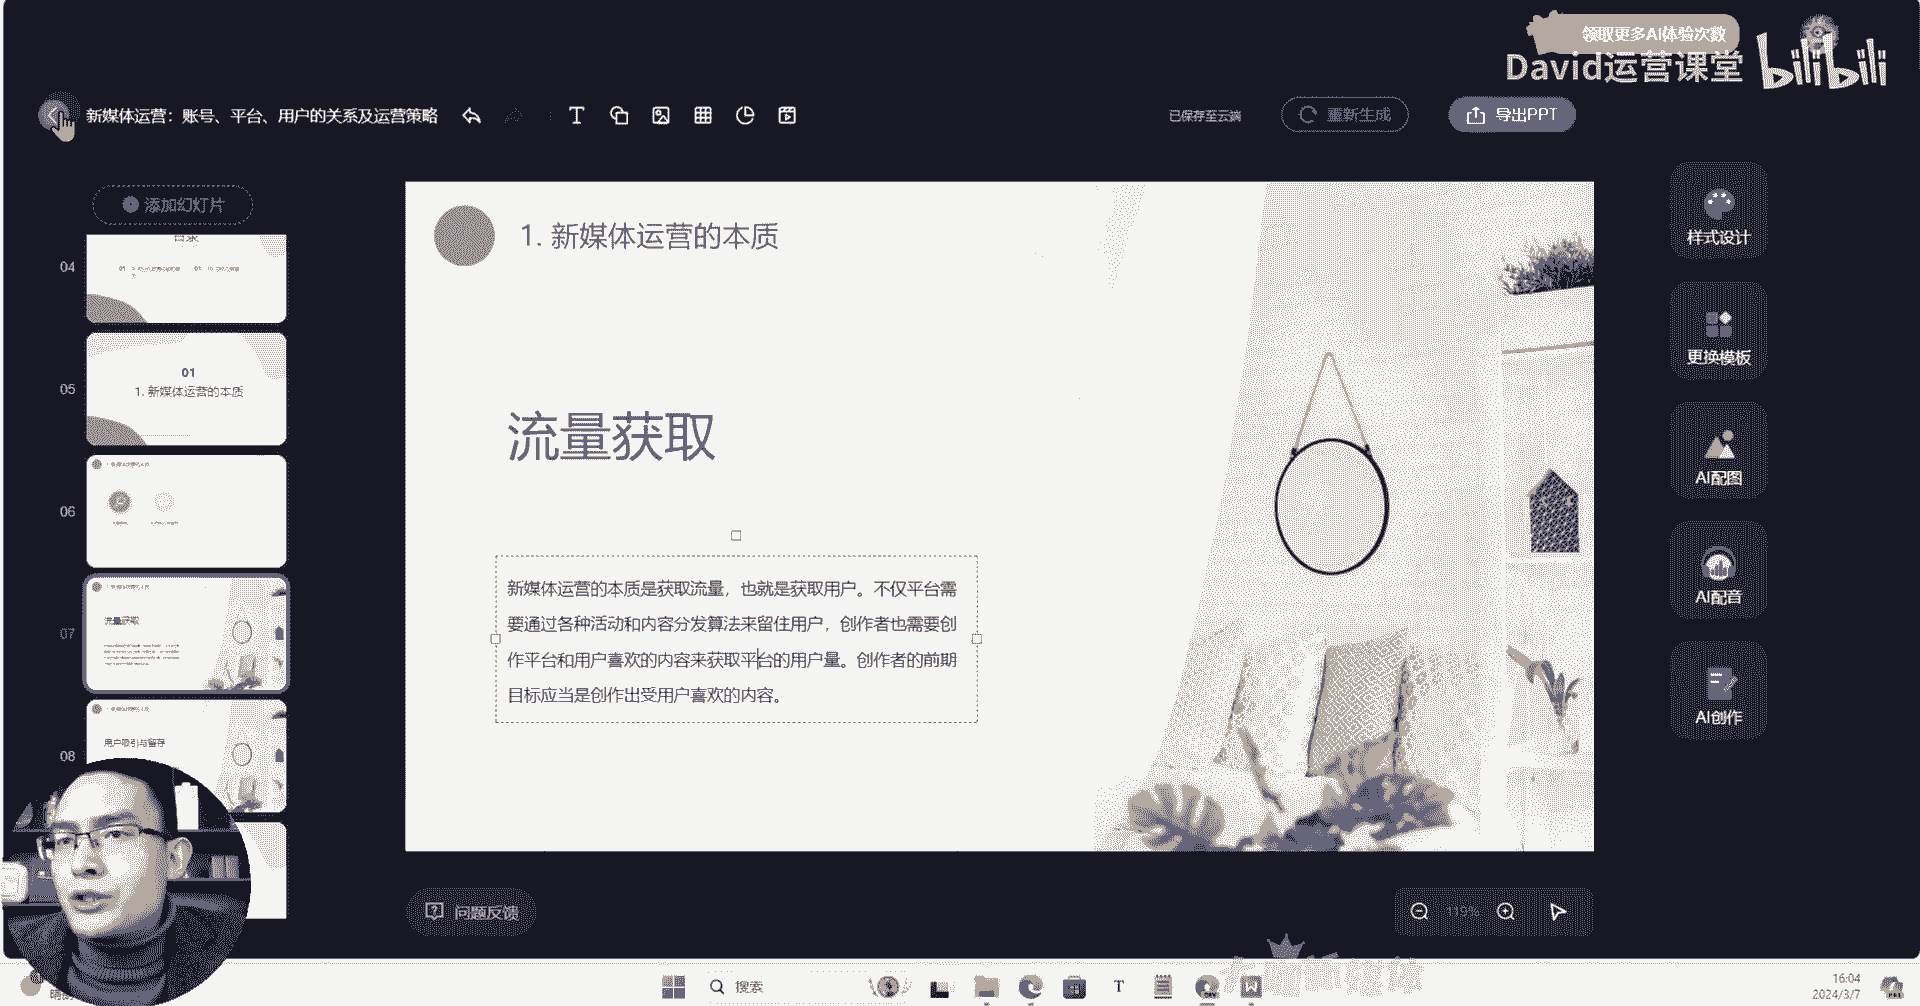 领取更多AI体验次数
David运营课堂
bilibili
新媒体运营：账号、平台、用户的关系及运营策略
T
已保存至云端
重新生成
导出PPT
添加幻灯片
04
目录
05
01
1. 新媒体运营的本质
06
07
流量获取
08
用户吸引与留存
1. 新媒体运营的本质
流量获取
新媒体运营的本质是获取流量，也就是获取用户。不仅平台需
要通过各种活动和内容分发算法来留住用户，创作者也需要创
作平台和用户喜欢的内容来获取平台的用户量。创作者的前期
目标应当是创作出受用户喜欢的内容。
样式设计
更换模板
AI配图
AI配音
AI创作
问题反馈
119%
搜索
T
16:04
2024/3/7